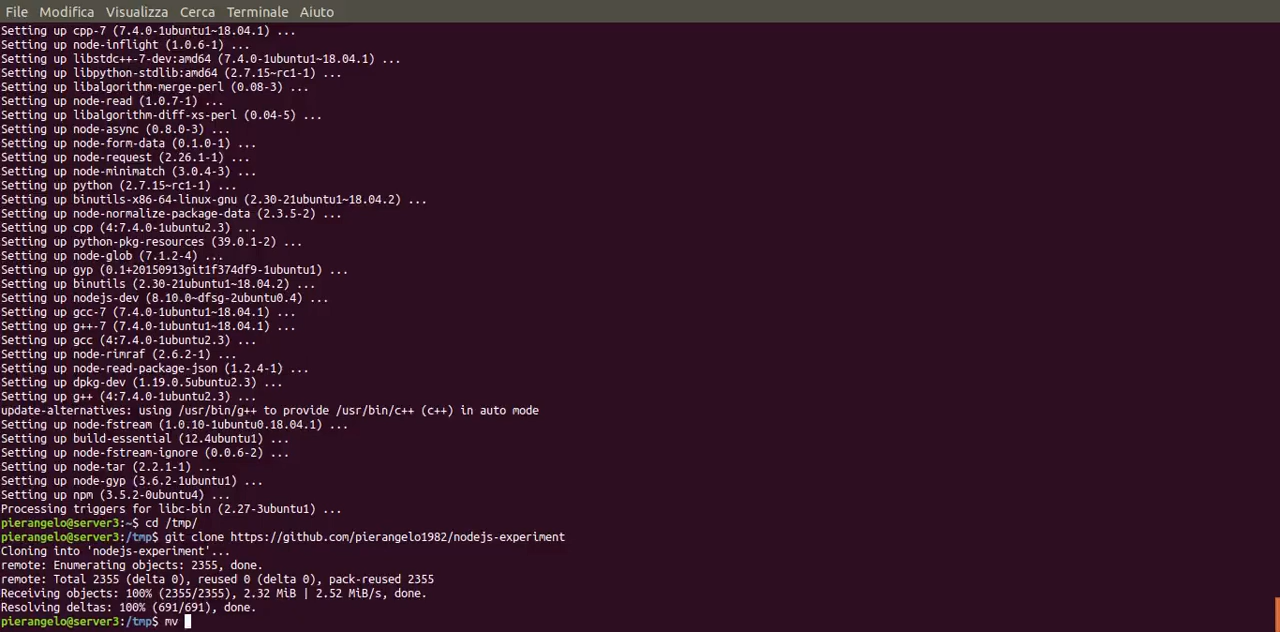 File Modifica Visualizza Cerca Terminale Aiuto
Setting up cpp-7 (7.4.0-1ubuntu1~18.04.1) ...
Setting up node-inflight (1.0.6-1) ...
Setting up libstdc++-7-dev:amd64 (7.4.0-1ubuntu1~18.04.1) ...
Setting up libpython-stdlib:amd64 (2.7.15~rc1-1) ...
Setting up libalgorithm-merge-perl (0.08-3) ...
Setting up node-read (1.0.7-1) ...
Setting up libalgorithm-diff-xs-perl (0.04-5) ...
Setting up node-async (0.8.0-3) ...
Setting up node-form-data (0.1.0-1) ...
Setting up node-request (2.26.1-1) ...
Setting up node-minimatch (3.0.4-3) ...
Setting up python (2.7.15~rc1-1) ...
Setting up binutils-x86-64-linux-gnu (2.30-21ubuntu1~18.04.2) ...
Setting up node-normalize-package-data (2.3.5-2) ...
Setting up cpp (4:7.4.0-1ubuntu2.3) ...
Setting up python-pkg-resources (39.0.1-2) ...
Setting up node-glob (7.1.2-4) ...
Setting up gyp (0.1+20150913git1f374df9-1ubuntu1) ...
Setting up binutils (2.30-21ubuntu1~18.04.2) ...
Setting up nodejs-dev (8.10.0~dfsg-2ubuntu0.4) ...
Setting up gcc-7 (7.4.0-1ubuntu1~18.04.1) ...
Setting up g++-7 (7.4.0-1ubuntu1~18.04.1) ...
Setting up gcc (4:7.4.0-1ubuntu2.3) ...
Setting up node-rimraf (2.6.2-1) ...
Setting up node-read-package-json (1.2.4-1) ...
Setting up dpkg-dev (1.19.0.5ubuntu2.3) ...
Setting up g++ (4:7.4.0-1ubuntu2.3) ...
update-alternatives: using /usr/bin/g++ to provide /usr/bin/c++ (c++) in auto mode
Setting up node-fstream (1.0.10-1ubuntu0.18.04.1) ...
Setting up build-essential (12.4ubuntu1) ...
Setting up node-fstream-ignore (0.0.6-2) ...
Setting up node-tar (2.2.1-1) ...
Setting up node-gyp (3.6.2-1ubuntu1) ...
Setting up npm (3.5.2-0ubuntu4) ...
Processing triggers for libc-bin (2.27-3ubuntu1) ...
pierangelo@server3:~$ cd /tmp/
pierangelo@server3:/tmp$ git clone https://github.com/pierangelo1982/nodejs-experiment
Cloning into 'nodejs-experiment'...
remote: Enumerating objects: 2355, done.
remote: Total 2355 (delta 0), reused 0 (delta 0), pack-reused 2355
Receiving objects: 100% (2355/2355), 2.32 MiB | 2.52 MiB/s, done.
Resolving deltas: 100% (691/691), done.
pierangelo@server3:/tmp$ mv